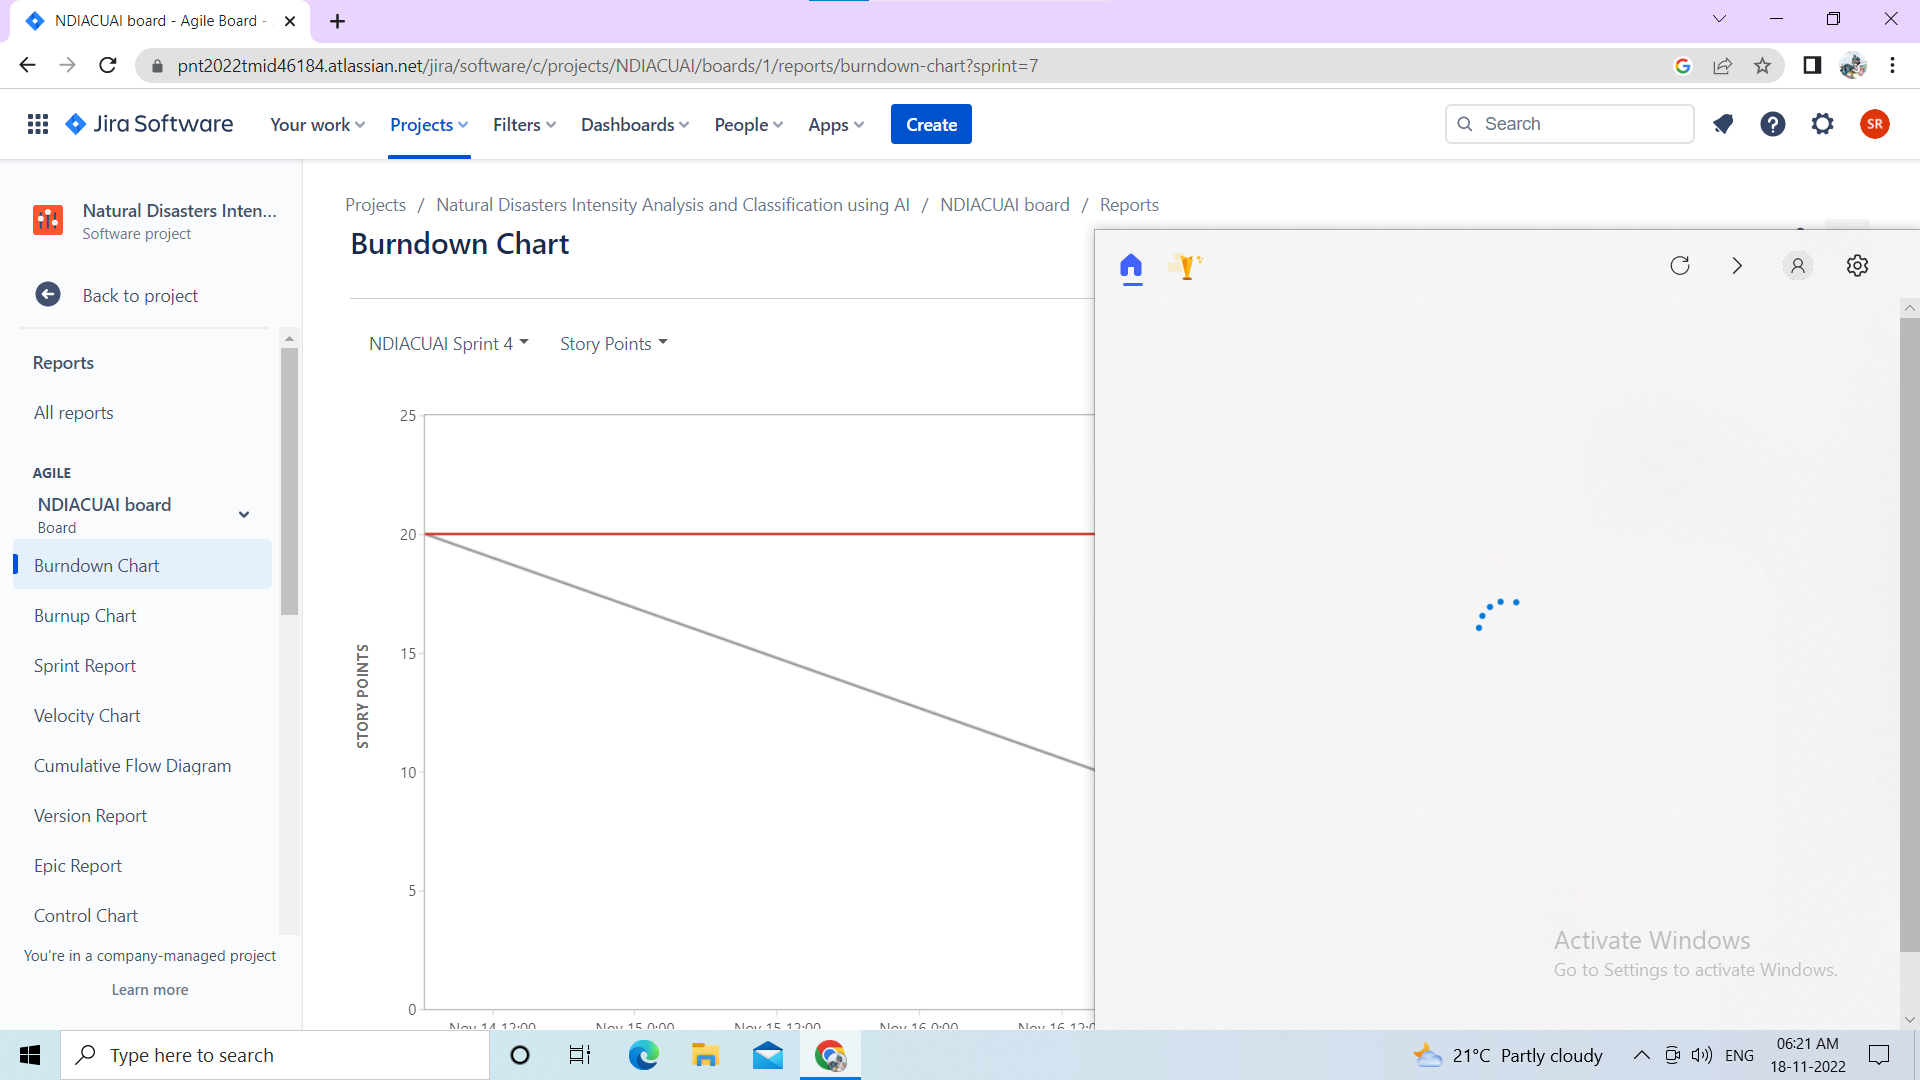 NDIACUAI board - Agile Board -
pnt2022tmid46184.atlassian.net/jira/software/c/projects/NDIACUAI/boards/1/reports/burndown-chart?sprint=7
Jira Software Your work Projects Filters Dashboards People Apps Create Search SR
Natural Disasters Inten...
Software project
Back to project
Reports
All reports
AGILE
NDIACUAI board
Board
Burndown Chart
Burnup Chart
Sprint Report
Velocity Chart
Cumulative Flow Diagram
Version Report
Epic Report
Control Chart
You're in a company-managed project
Learn more
Projects / Natural Disasters Intensity Analysis and Classification using AI / NDIACUAI board / Reports
Burndown Chart
NDIACUAI Sprint 4 Story Points
25
20
15
10
5
0
STORY POINTS
Nov 14 12:00 Nov 15 0:00 Nov 15 12:00 Nov 16 0:00 Nov 16 12:0
Activate Windows
Go to Settings to activate Windows.
Type here to search
21°C Partly cloudy
ENG
06:21 AM
18-11-2022